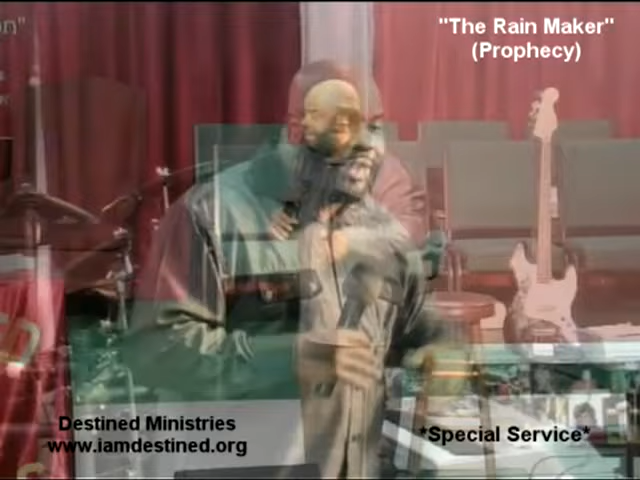 "The Rain Maker"
(Prophecy)
Destined Ministries
www.iamdestined.org
*Special Service*